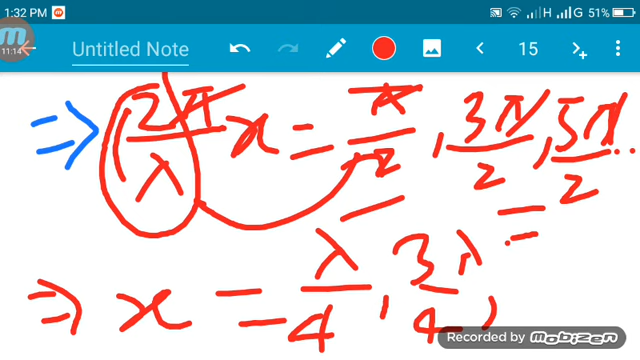 1:32 PM H G 51%
11:14 Untitled Note 15
⇒ 2π/λ x = π/2, 3π/2, 5π/2 ..
⇒ x = λ/4, 3λ/4,
Recorded by mobizen